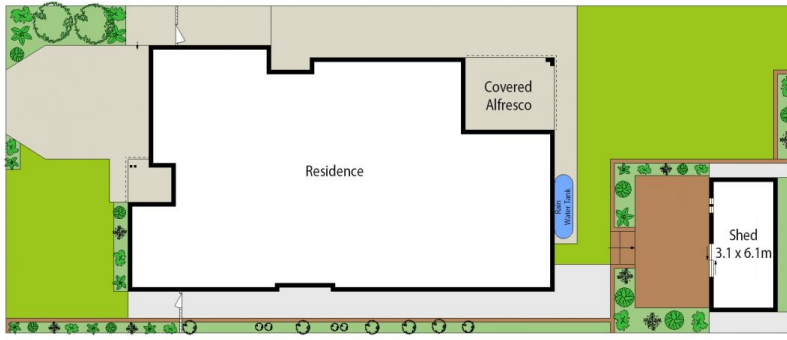 Covered
Alfresco
Residence
Rain
Water Tank
Shed
3.1 x 6.1m